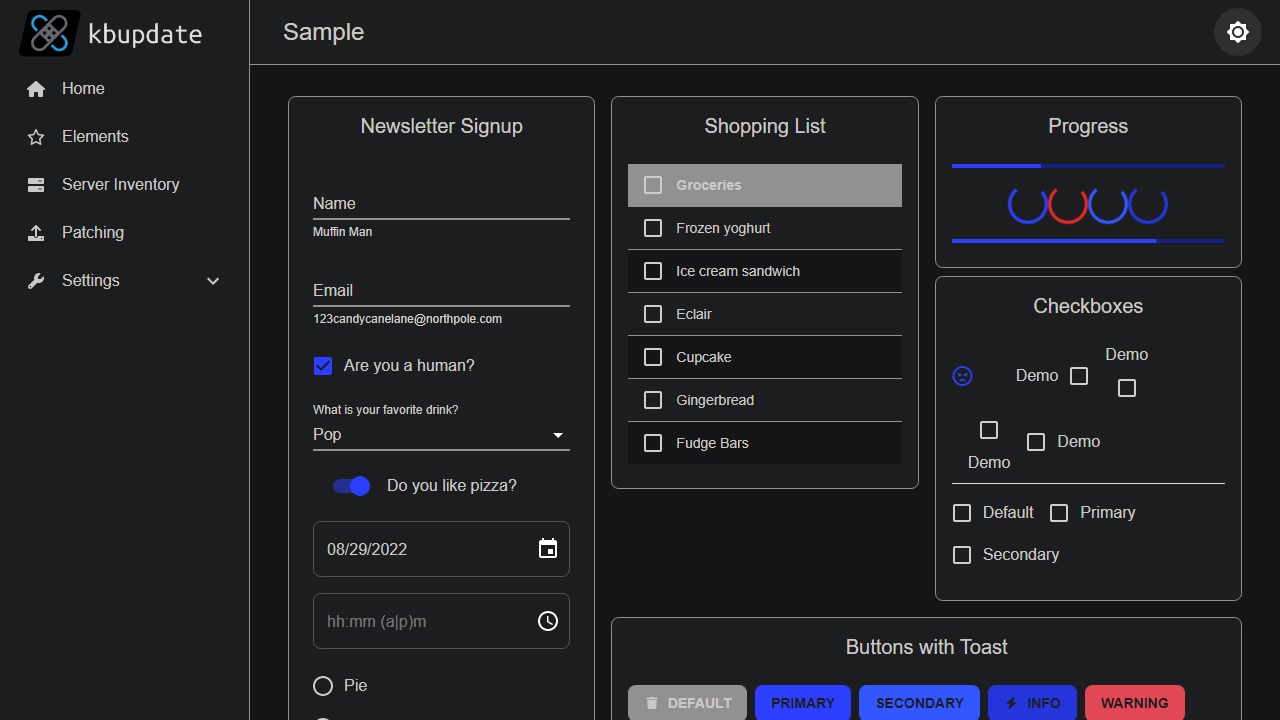 kbupdate
Sample
Home
Elements
Server Inventory
Patching
Settings
Newsletter Signup
Name
Muffin Man
Email
123candycanelane@northpole.com
Are you a human?
What is your favorite drink?
Pop
Do you like pizza?
08/29/2022
hh:mm (a|p)m
Pie
Shopping List
Groceries
Frozen yoghurt
Ice cream sandwich
Eclair
Cupcake
Gingerbread
Fudge Bars
Progress
Checkboxes
Demo
Demo
Demo
Demo
Default
Primary
Secondary
Buttons with Toast
DEFAULT
PRIMARY
SECONDARY
INFO
WARNING